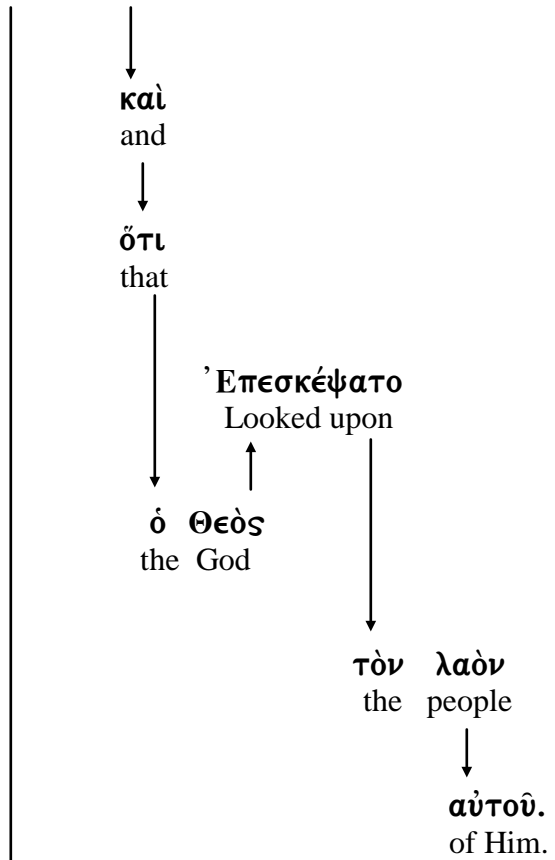 καὶ
and
ὅτι
that
Ἐπεσκέψατο
Looked upon
ὁ Θεὸς
the God
τὸν λαὸν
the people
αὐτοῦ.
of Him.